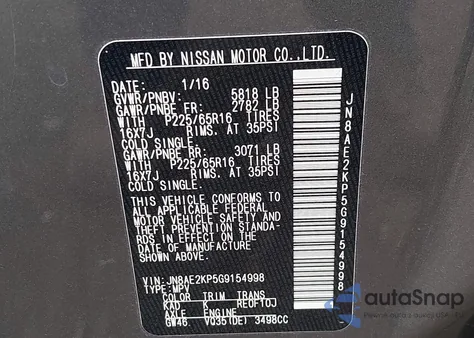 MFD BY NISSAN MOTOR CO.,LTD.
DATE: 1/16
GVWR/PNBV: 5818 LB
GAWR/PNBE FR: 2782 LB
WITH P225/65R16 TIRES
16X7J RIMS. AT 35PSI
COLD SINGLE.
GAWR/PNBE RR: 3071 LB
WITH P225/65R16 TIRES
16X7J RIMS. AT 35PSI
COLD SINGLE.
THIS VEHICLE CONFORMS TO
ALL APPLICABLE FEDERAL
MOTOR VEHICLE SAFETY AND
THEFT PREVENTION STANDA-
RDS IN EFFECT ON THE
DATE OF MANUFACTURE
SHOWN ABOVE.
VIN: JN8AE2KP5G9154998
TYPE: MPV
COLOR TRIM TRANS
KAD K RE0F10J
AXLE ENGINE
GW46 VQ35(DE) 3498CC
JN8AE2KP5G9154998
autoSnap